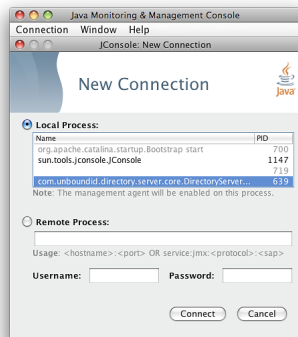 Java Monitoring & Management Console
Connection Window Help
JConsole: New Connection
New Connection
Java
Local Process:
Name PID
org.apache.catalina.startup.Bootstrap start 700
sun.tools.jconsole.JConsole 1147
719
com.unboundid.directory.server.core.DirectoryServer... 639
Note: The management agent will be enabled on this process.
Remote Process:
Usage: <hostname>:<port> OR service:jmx:<protocol>:<sap>
Username: Password:
Connect Cancel